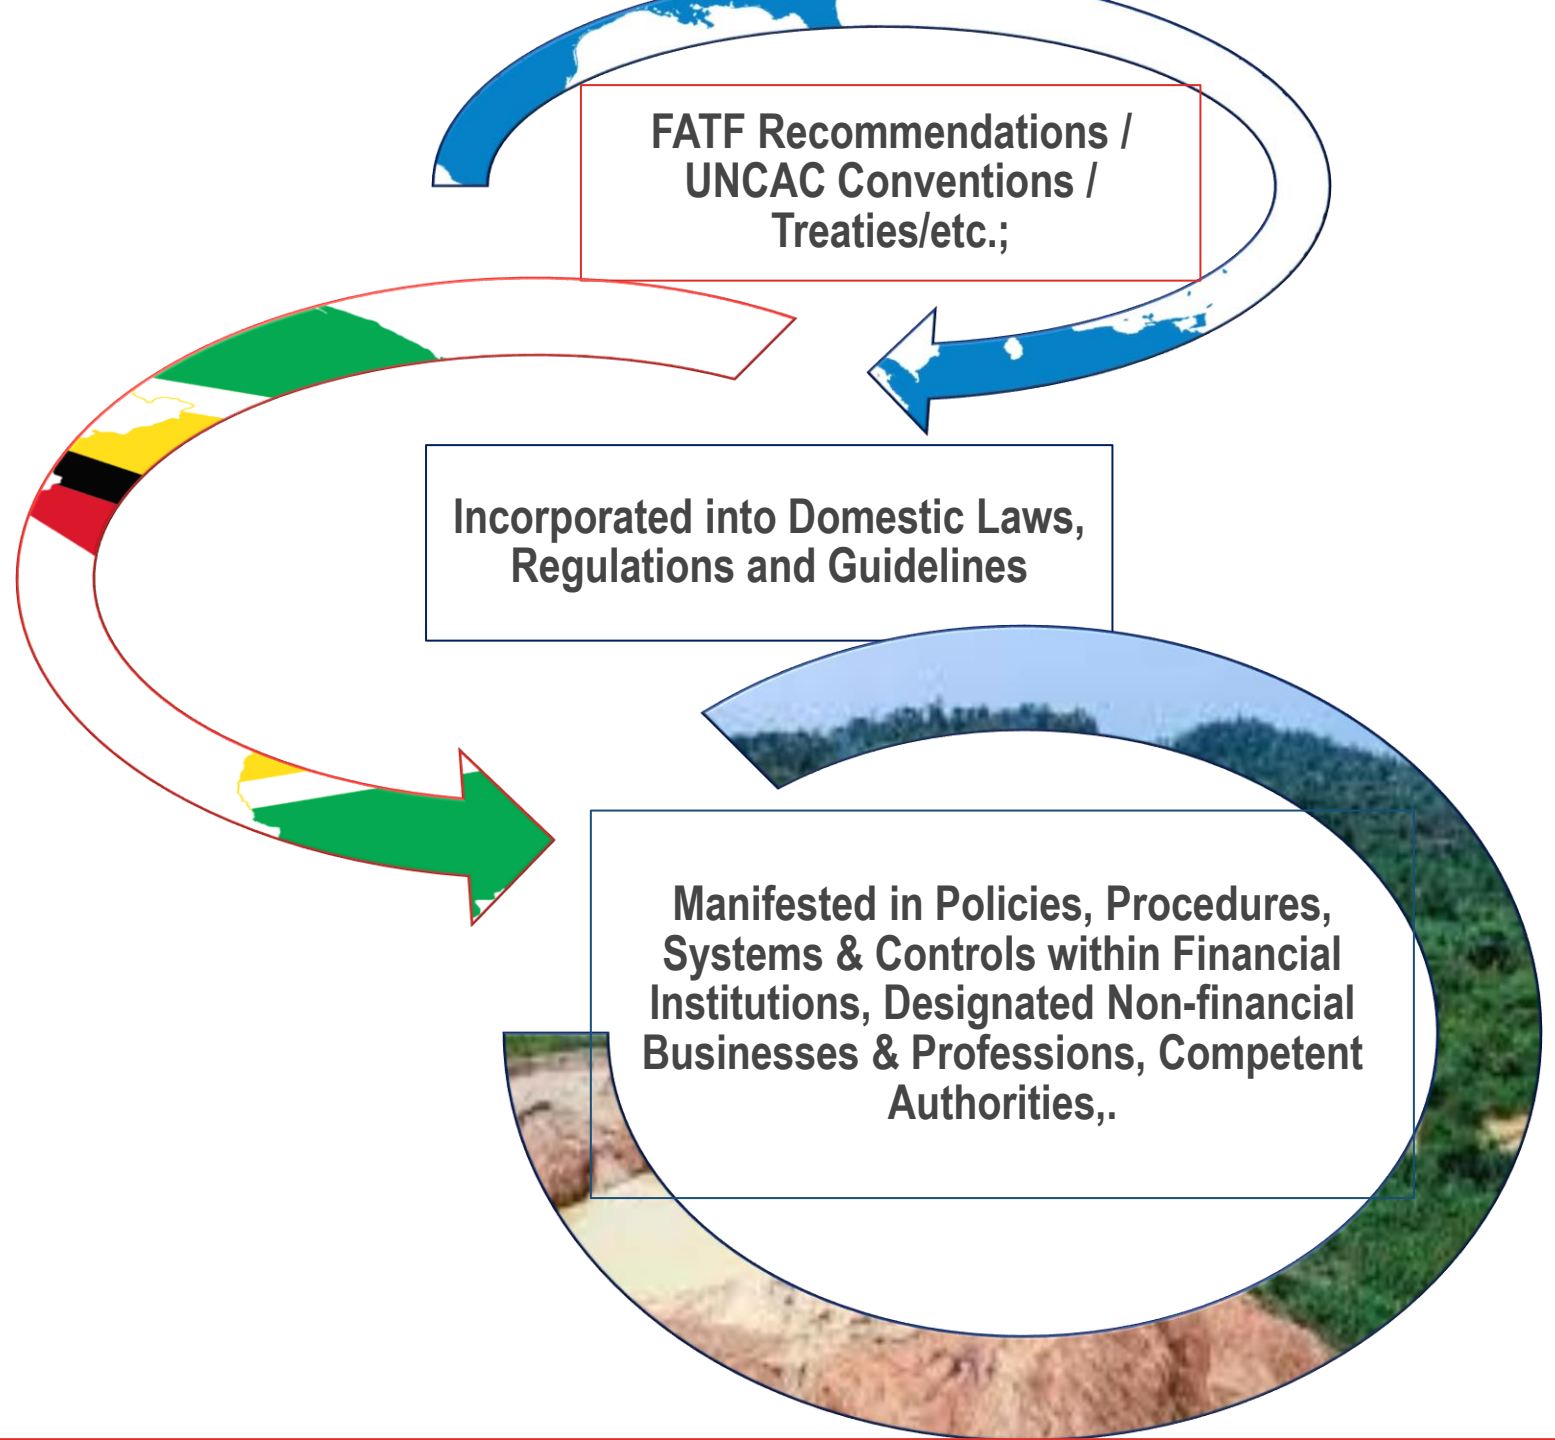 FATF Recommendations /
UNCAC Conventions /
Treaties/etc.;
Incorporated into Domestic Laws,
Regulations and Guidelines
Manifested in Policies, Procedures,
Systems & Controls within Financial
Institutions, Designated Non-financial
Businesses & Professions, Competent
Authorities,.